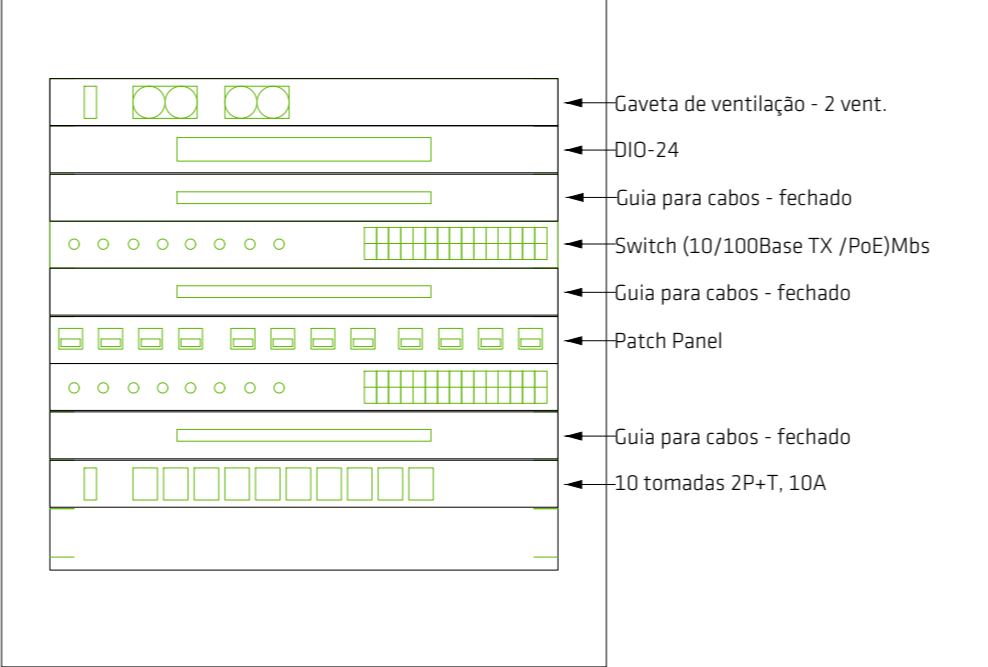 Gaveta de ventilação - 2 vent.
DIO-24
Guia para cabos - fechado
Switch (10/100Base TX /PoE)Mbs
Guia para cabos - fechado
Patch Panel
Guia para cabos - fechado
10 tomadas 2P+T, 10A